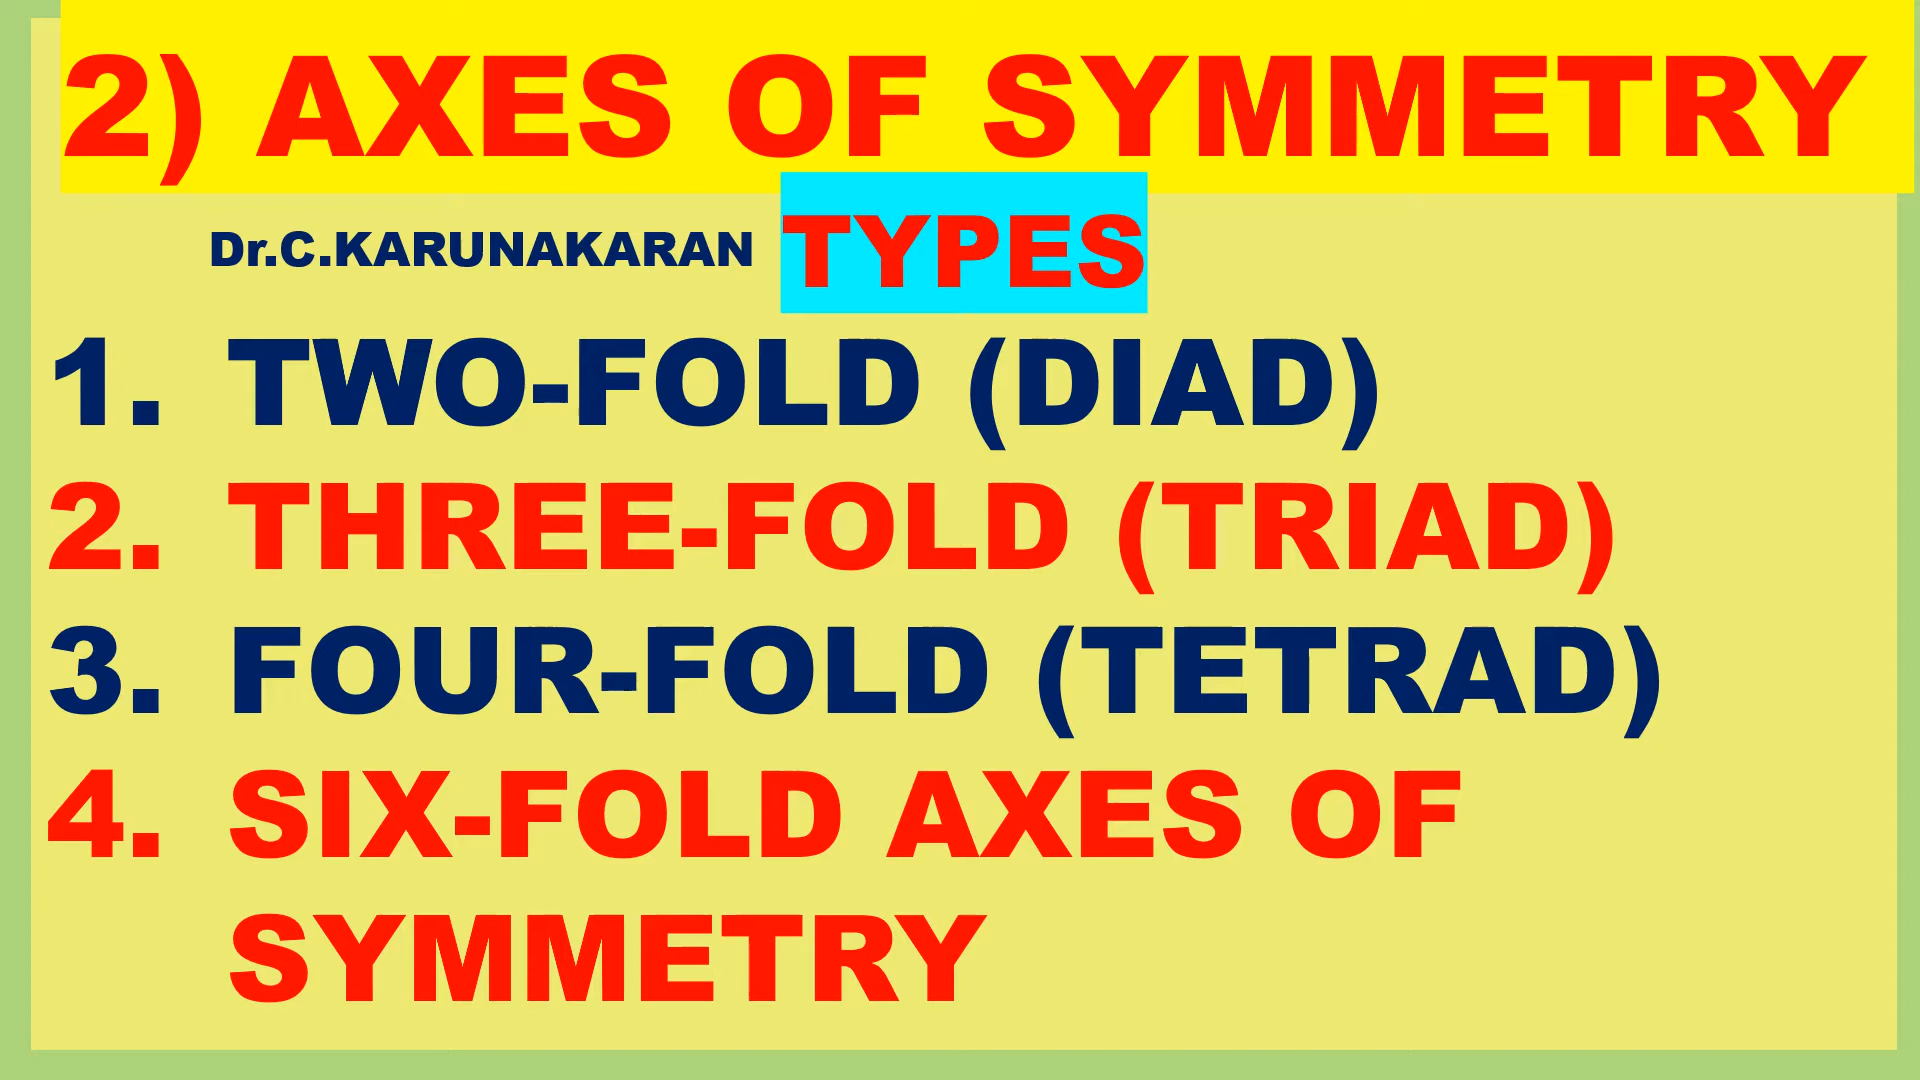 2) AXES OF SYMMETRY
Dr.C.KARUNAKARAN TYPES
1. TWO-FOLD (DIAD)
2. THREE-FOLD (TRIAD)
3. FOUR-FOLD (TETRAD)
4. SIX-FOLD AXES OF
SYMMETRY